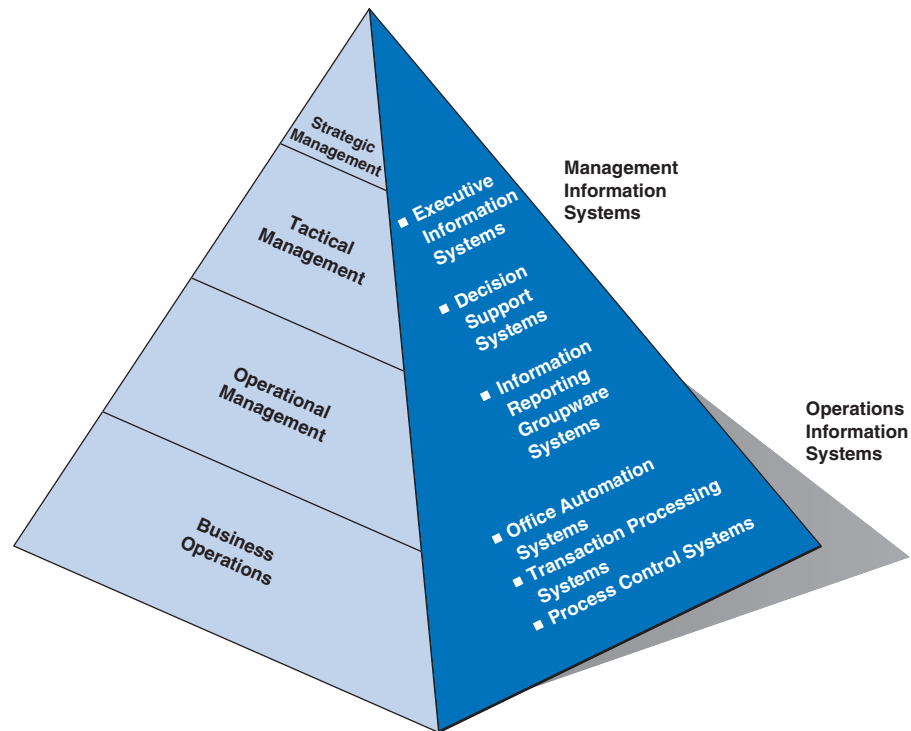 Strategic
Management
Tactical
Management
Operational
Management
Business
Operations
■ Executive
Information
Systems
■ Decision
Support
Systems
■ Information
Reporting
Groupware
Systems
■ Office Automation
Systems
■ Transaction Processing
Systems
■ Process Control Systems
Management
Information
Systems
Operations
Information
Systems